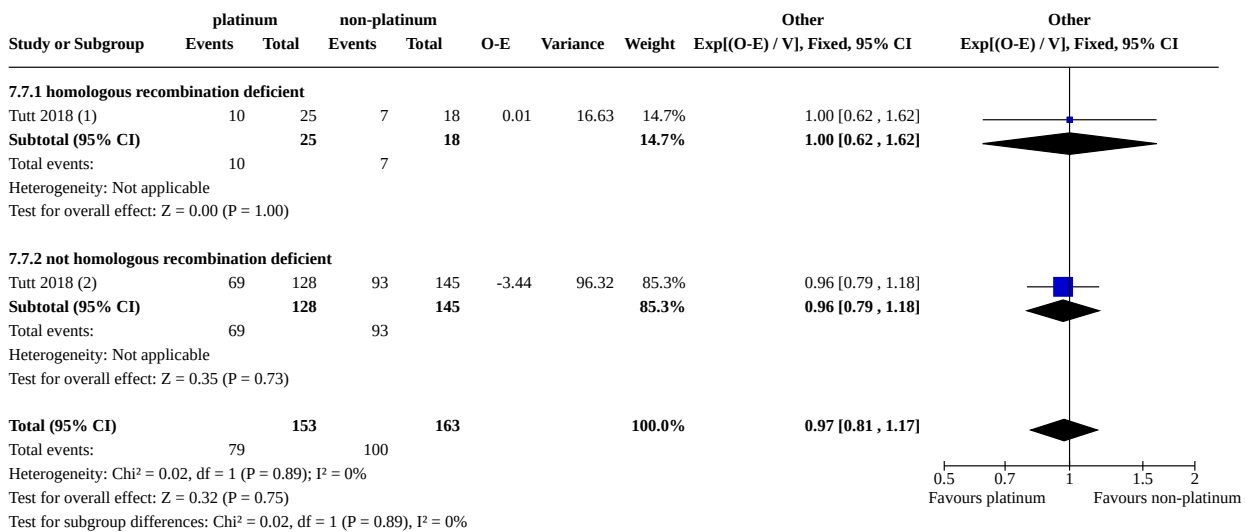 platinum non-platinum Other Other
Study or Subgroup Events Total Events Total O-E Variance Weight Exp[(O-E) / V], Fixed, 95% CI Exp[(O-E) / V], Fixed, 95% CI
7.7.1 homologous recombination deficient
Tutt 2018 (1) 10 25 7 18 0.01 16.63 14.7% 1.00 [0.62 , 1.62]
Subtotal (95% CI) 25 18 14.7% 1.00 [0.62 , 1.62]
Total events: 10 7
Heterogeneity: Not applicable
Test for overall effect: Z = 0.00 (P = 1.00)
7.7.2 not homologous recombination deficient
Tutt 2018 (2) 69 128 93 145 -3.44 96.32 85.3% 0.96 [0.79 , 1.18]
Subtotal (95% CI) 128 145 85.3% 0.96 [0.79 , 1.18]
Total events: 69 93
Heterogeneity: Not applicable
Test for overall effect: Z = 0.35 (P = 0.73)
Total (95% CI) 153 163 100.0% 0.97 [0.81 , 1.17]
Total events: 79 100
Heterogeneity: Chi² = 0.02, df = 1 (P = 0.89); I² = 0%
0.5 0.7 1 1.5 2
Test for overall effect: Z = 0.32 (P = 0.75)
Favours platinum Favours non-platinum
Test for subgroup differences: Chi² = 0.02, df = 1 (P = 0.89), I² = 0%